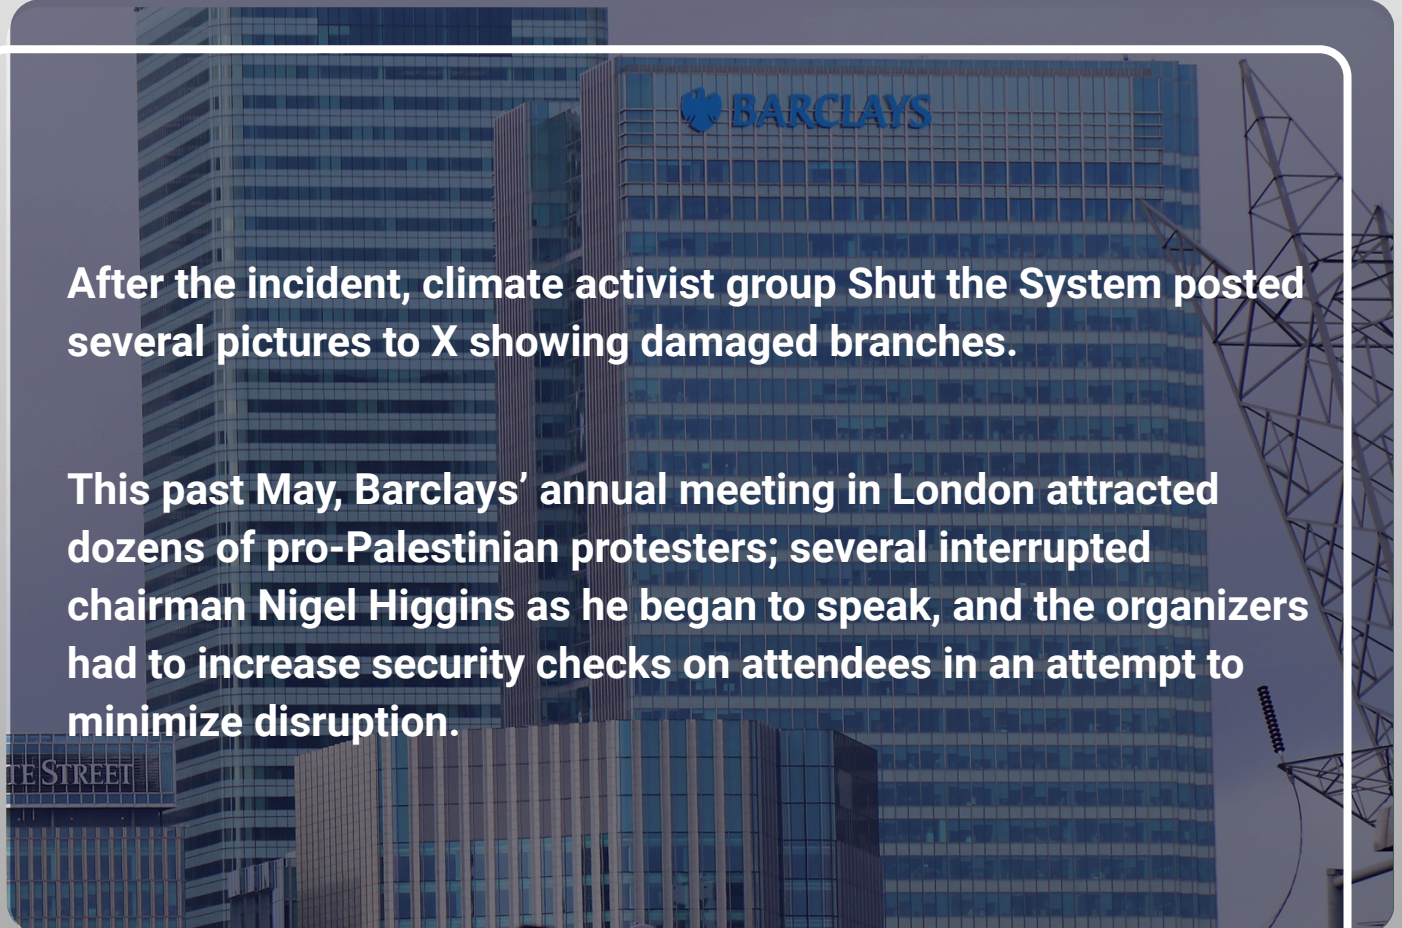 BARCLAYS
After the incident, climate activist group Shut the System posted
several pictures to X showing damaged branches.
This past May, Barclays’ annual meeting in London attracted
dozens of pro-Palestinian protesters; several interrupted
chairman Nigel Higgins as he began to speak, and the organizers
had to increase security checks on attendees in an attempt to
minimize disruption.
TE STREET